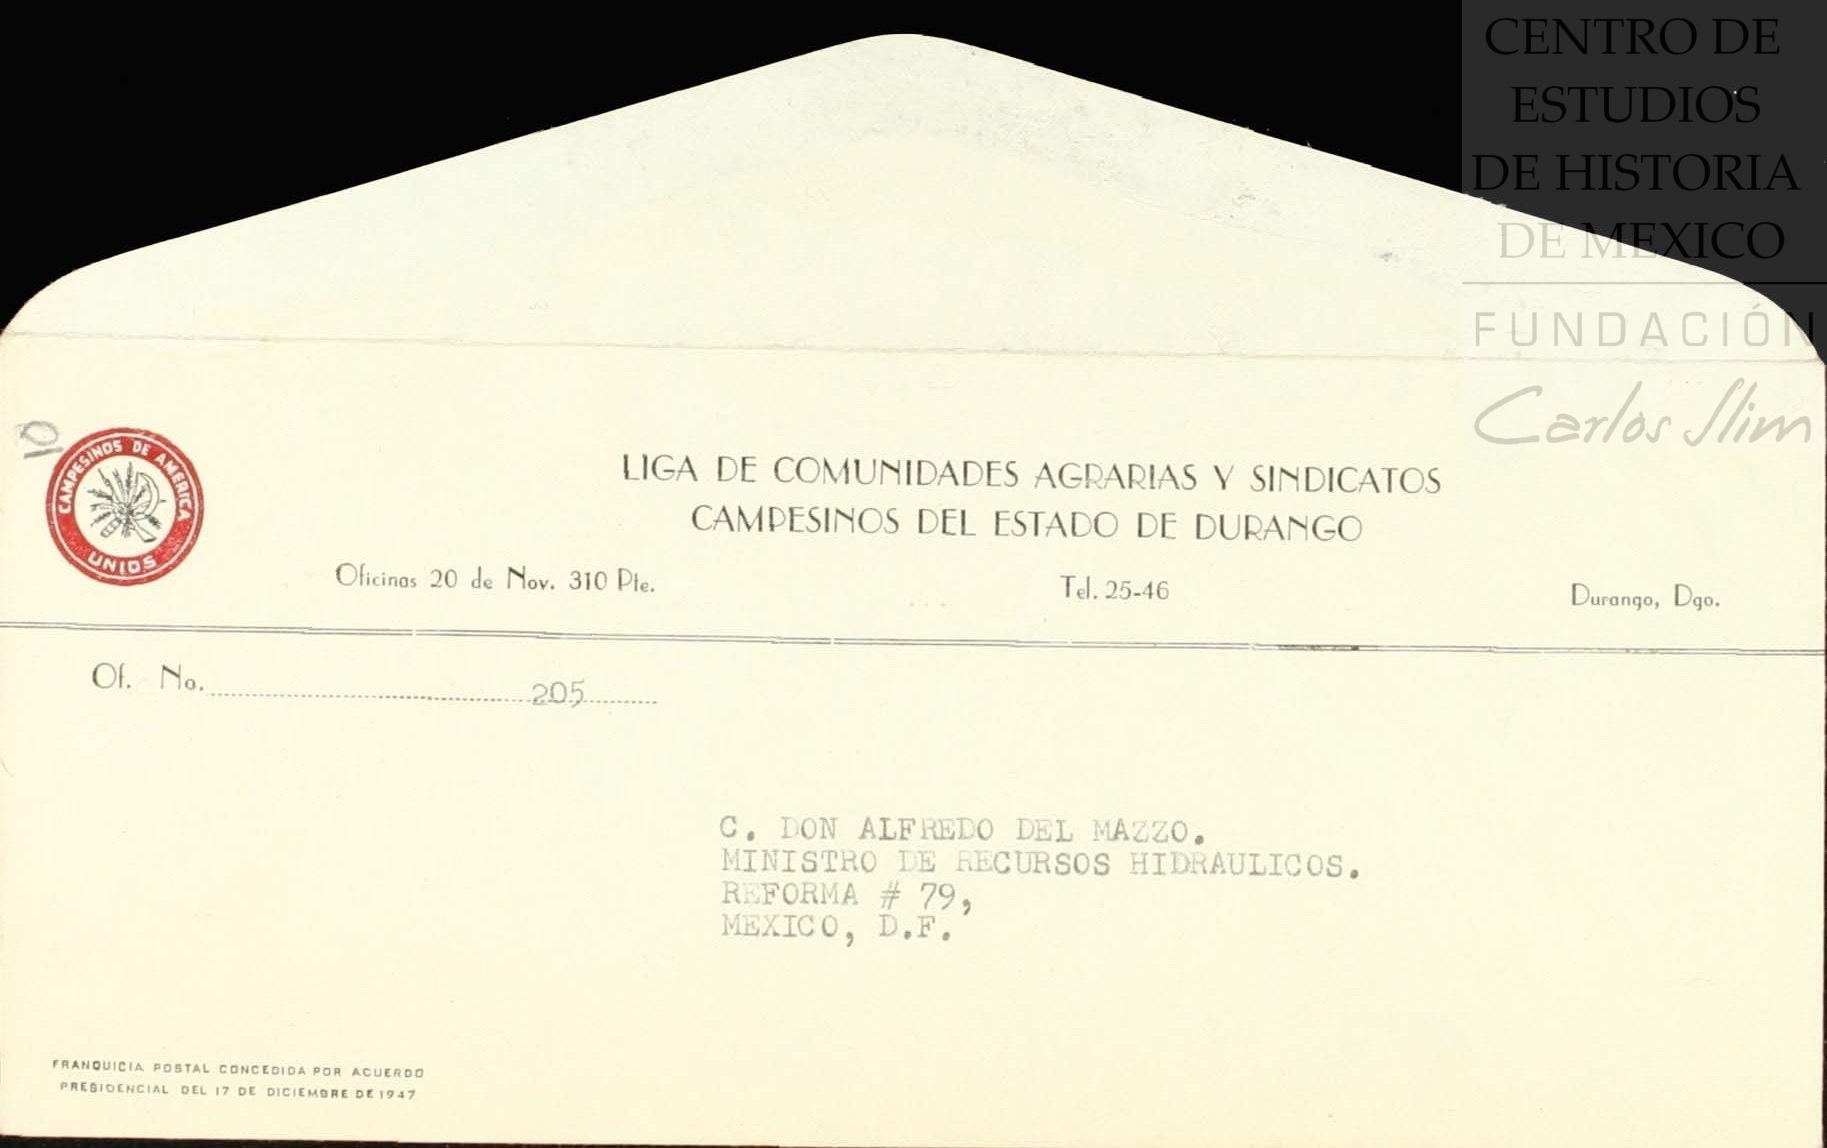 CENTRO DE
ESTUDIOS
DE HISTORIA
DE MEXICO
FUNDACIÓN
Carlos Slim
10
CAMPESINOS DE AMERICA
UNIOS
LIGA DE COMUNIDADES AGRARIAS Y SINDICATOS
CAMPESINOS DEL ESTADO DE DURANGO
Oficinas 20 de Nov. 310 Pte. Tel. 25-46 Durango, Dgo.
Of. No. 205
C. DON ALFREDO DEL MAZZO.
MINISTRO DE RECURSOS HIDRAULICOS.
REFORMA # 79,
MEXICO, D.F.
FRANQUICIA POSTAL CONCEDIDA POR ACUERDO
PRESIDENCIAL DEL 17 DE DICIEMBRE DE 1947